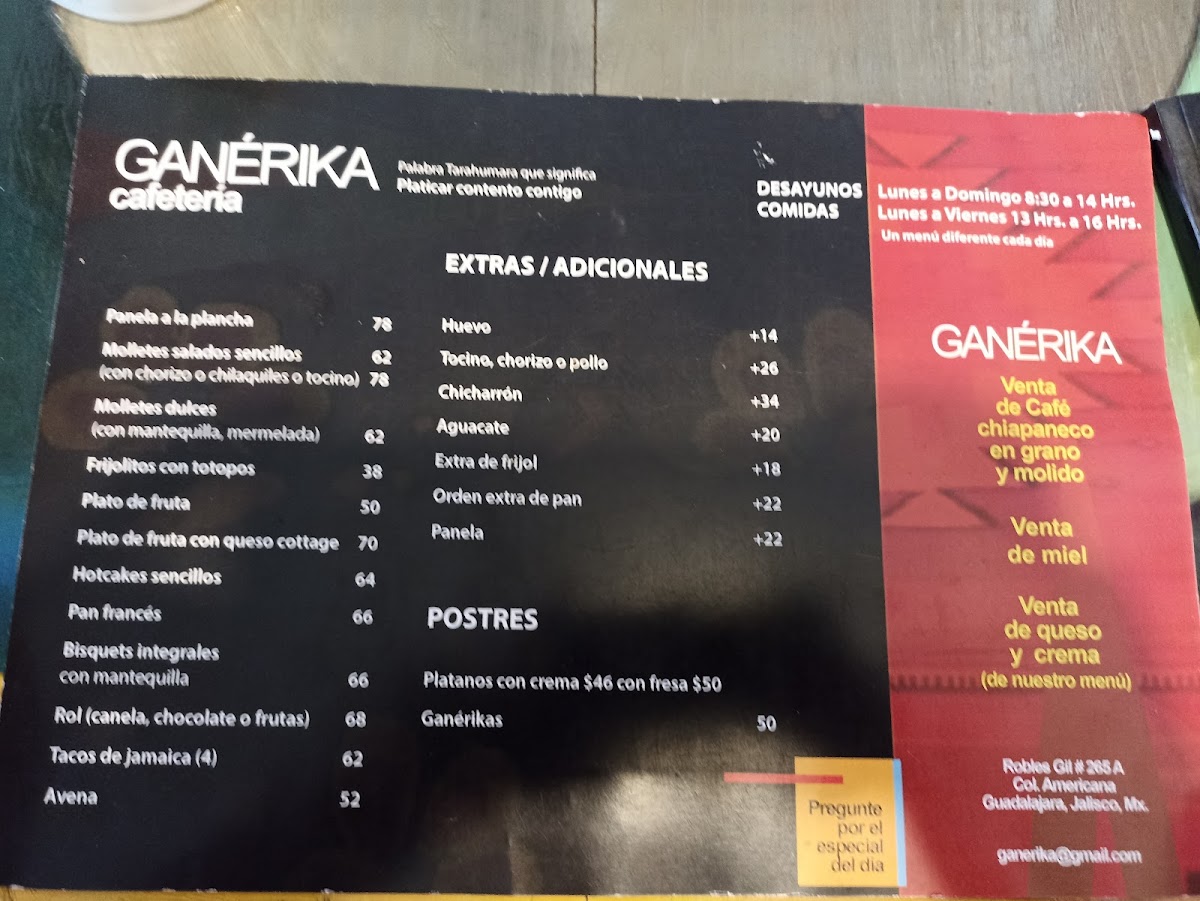 GANÉRIKA
cafetería
Palabra Tarahumara que significa
Platicar contento contigo
DESAYUNOS
COMIDAS
Lunes a Domingo 8:30 a 14 Hrs.
Lunes a Viernes 13 Hrs. a 16 Hrs.
Un menú diferente cada día
Panela a la plancha 78
Molletes salados sencillos 62
(con chorizo o chilaquiles o tocino) 78
Molletes dulces
(con mantequilla, mermelada) 62
Frijolitos con totopos 38
Plato de fruta 50
Plato de fruta con queso cottage 70
Hotcakes sencillos 64
Pan francés 66
Bisquets integrales
con mantequilla 66
Rol (canela, chocolate o frutas) 68
Tacos de jamaica (4) 62
Avena 52
EXTRAS / ADICIONALES
Huevo +14
Tocino, chorizo o pollo +26
Chicharrón +34
Aguacate +20
Extra de frijol +18
Orden extra de pan +22
Panela +22
POSTRES
Platanos con crema $46 con fresa $50
Ganérikas 50
Pregunte
por el
especial
del día
GANÉRIKA
Venta
de Café
chiapaneco
en grano
y molido
Venta
de miel
Venta
de queso
y crema
(de nuestro menú)
Robles Gil # 265 A
Col. Americana
Guadalajara, Jalisco, Mx.
ganerika@gmail.com